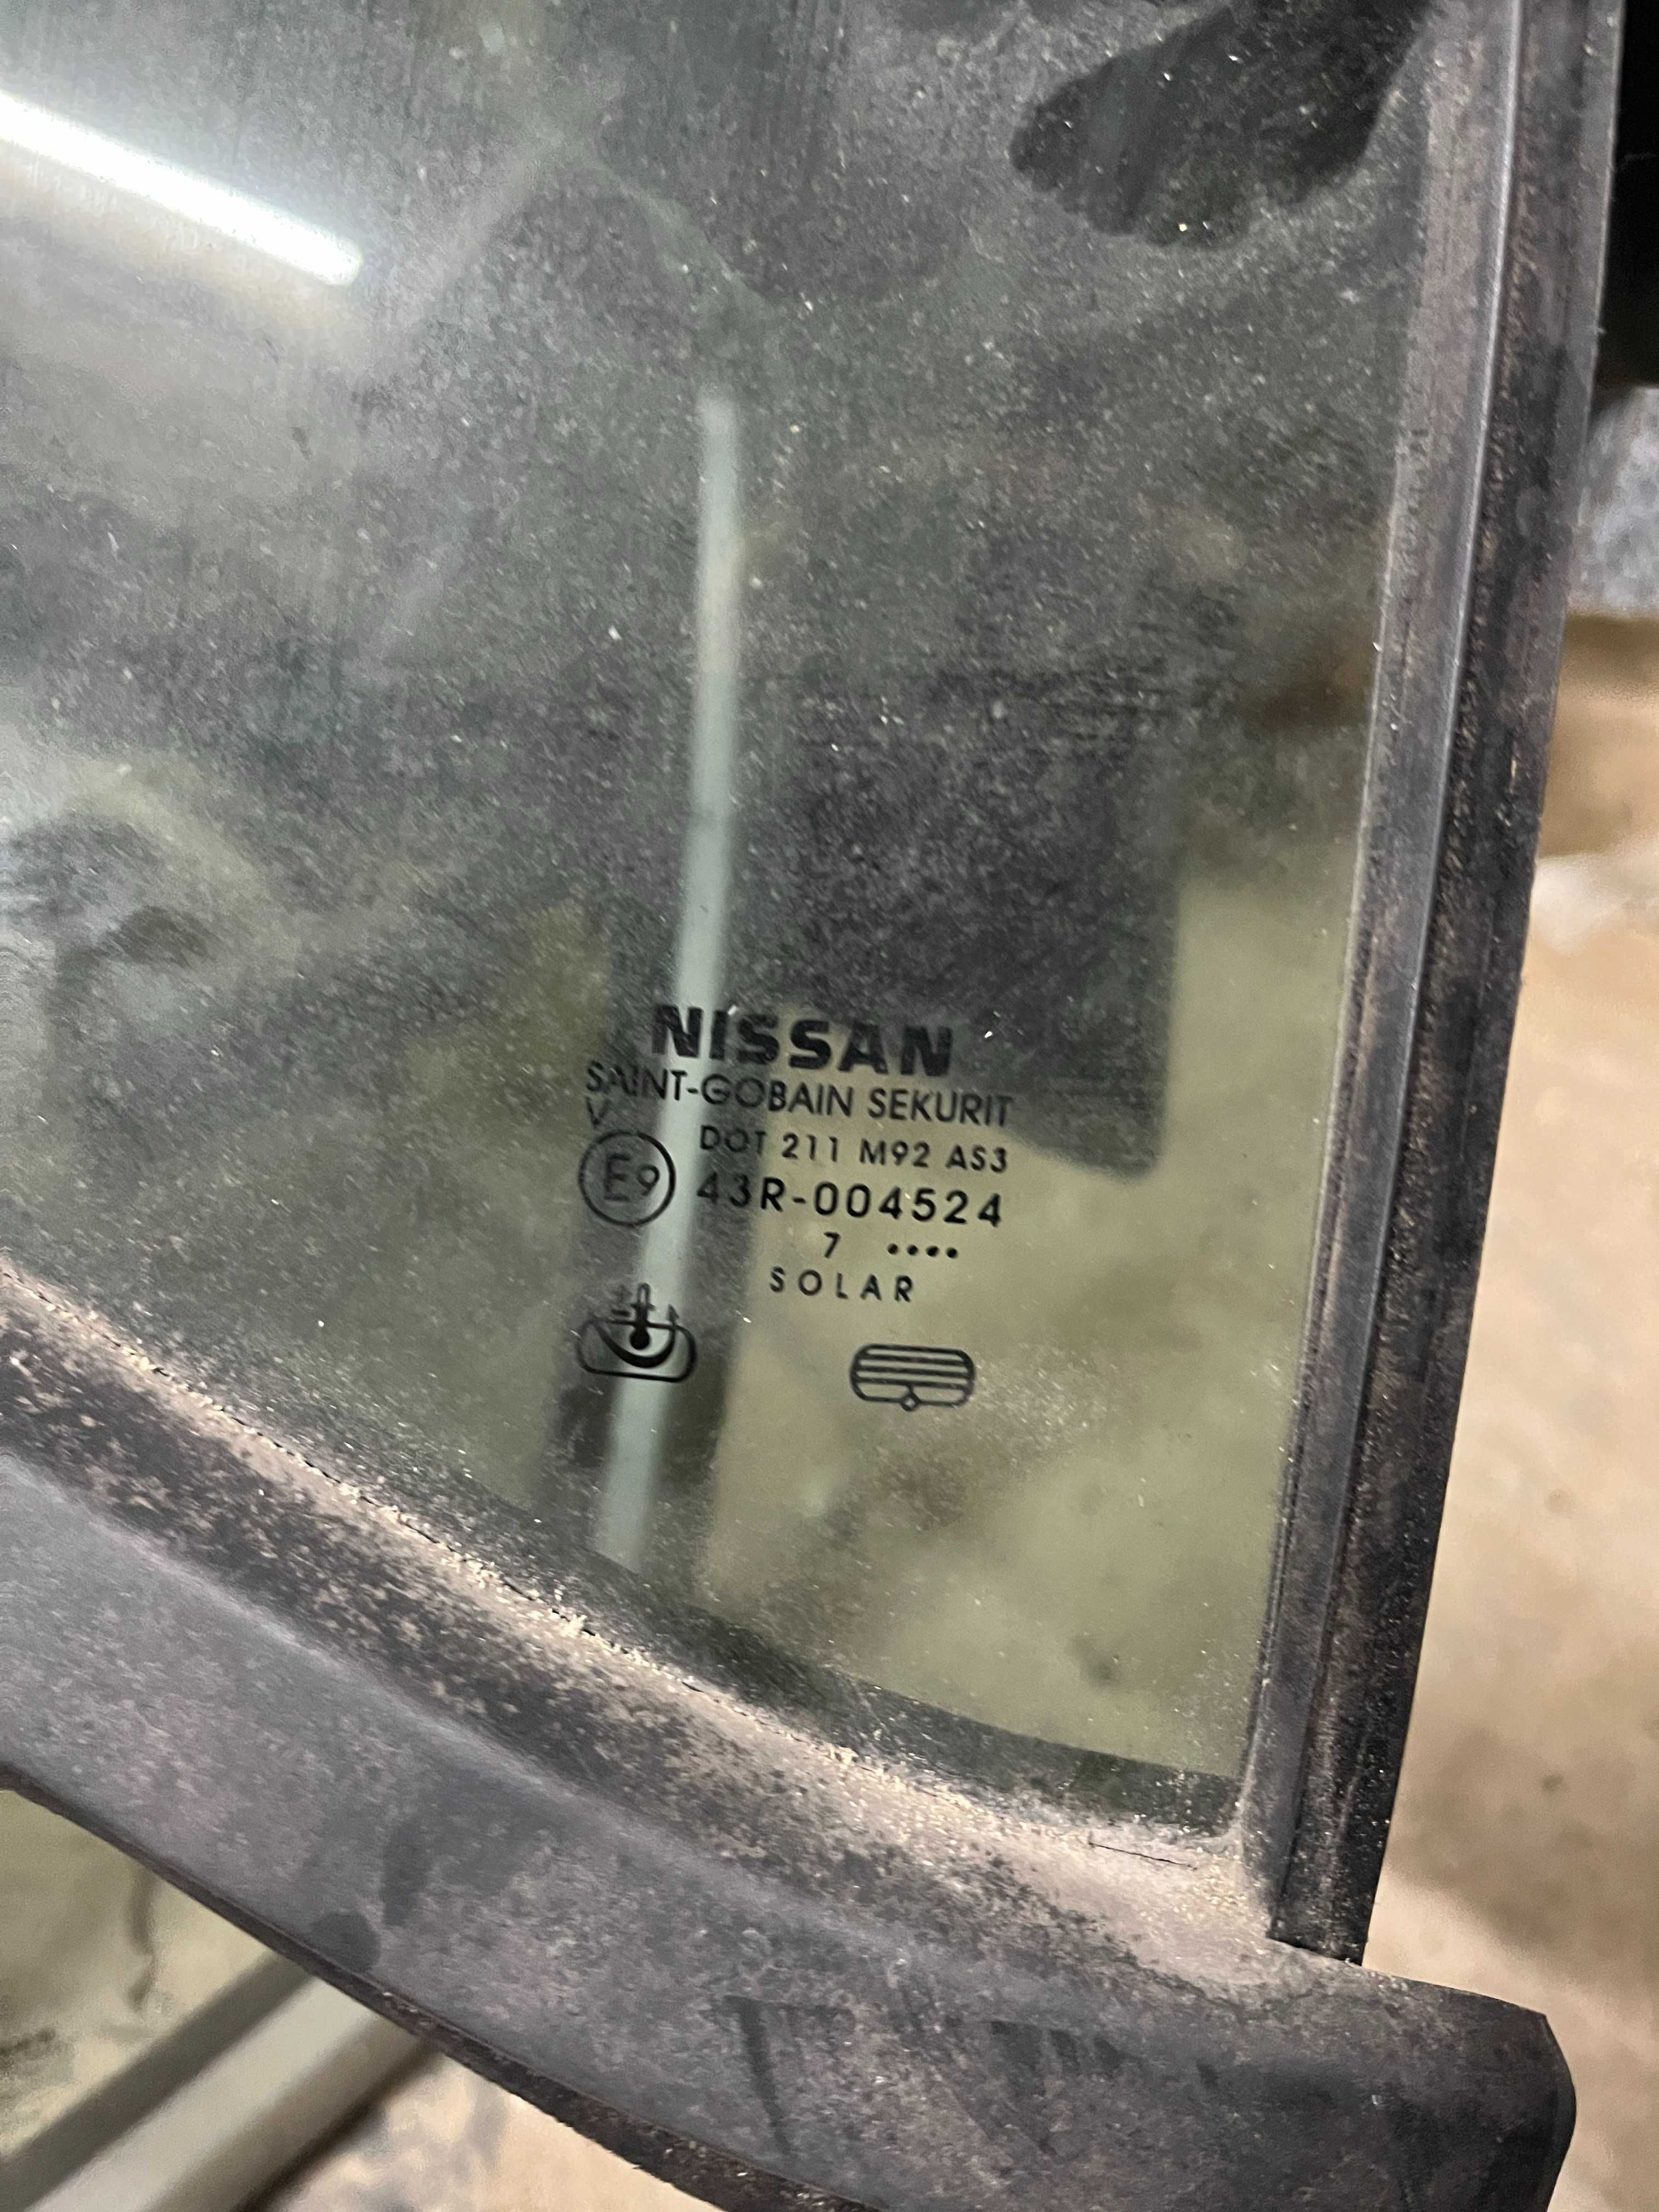 NISSAN
SAINT-GOBAIN SEKURIT
V
DOT 211 M92 AS3
E9 43R-004524
7 ••••
SOLAR